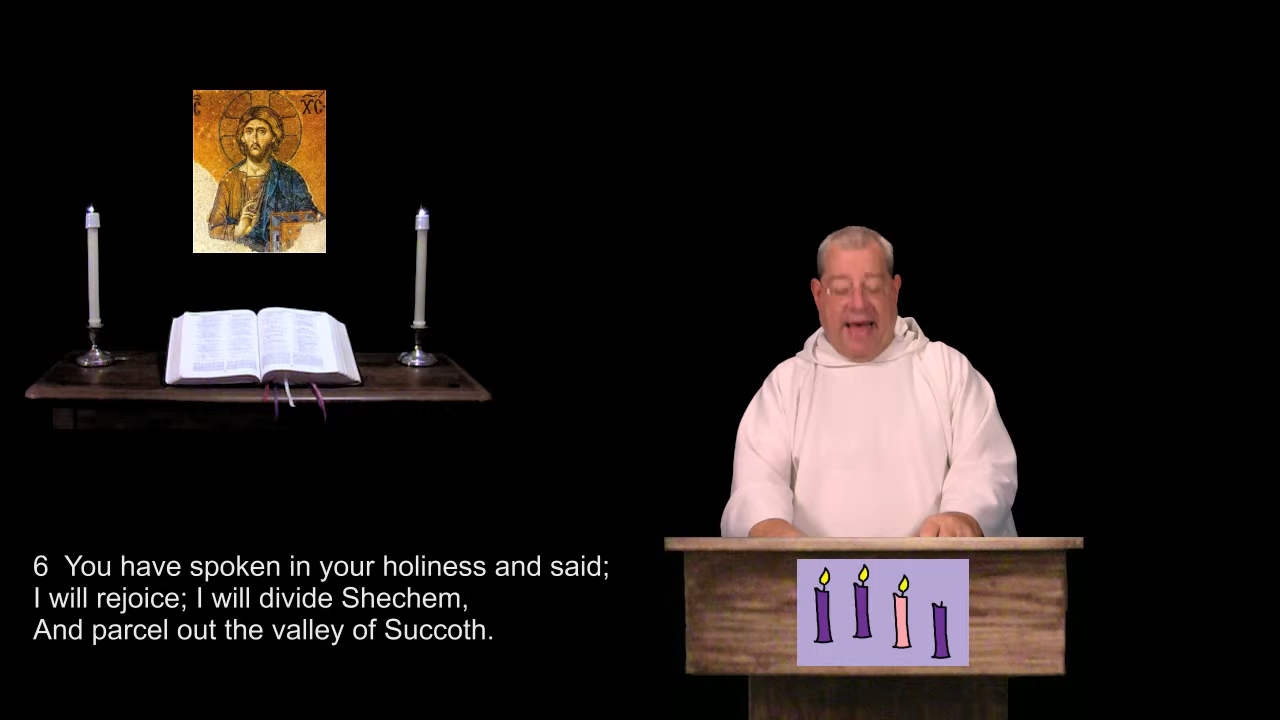 C XC
6 You have spoken in your holiness and said;
I will rejoice; I will divide Shechem,
And parcel out the valley of Succoth.